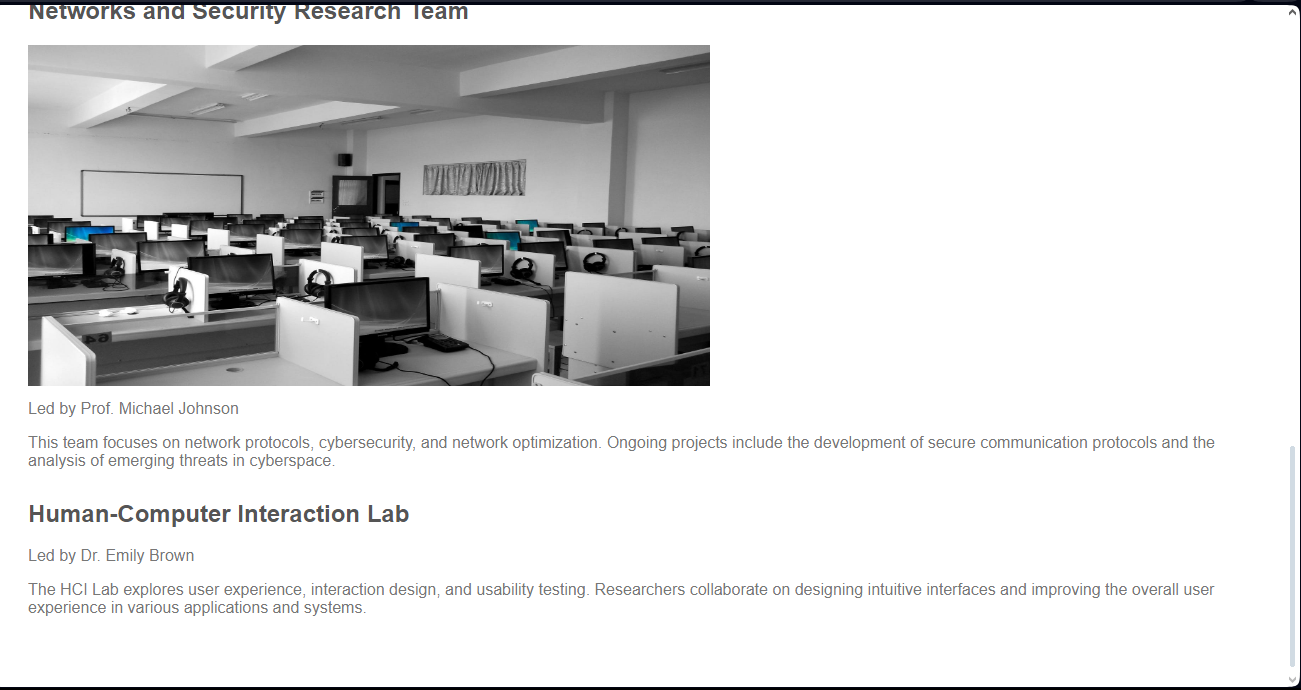 Networks and Security Research Team
Led by Prof. Michael Johnson
This team focuses on network protocols, cybersecurity, and network optimization. Ongoing projects include the development of secure communication protocols and the
analysis of emerging threats in cyberspace.
Human-Computer Interaction Lab
Led by Dr. Emily Brown
The HCI Lab explores user experience, interaction design, and usability testing. Researchers collaborate on designing intuitive interfaces and improving the overall user
experience in various applications and systems.